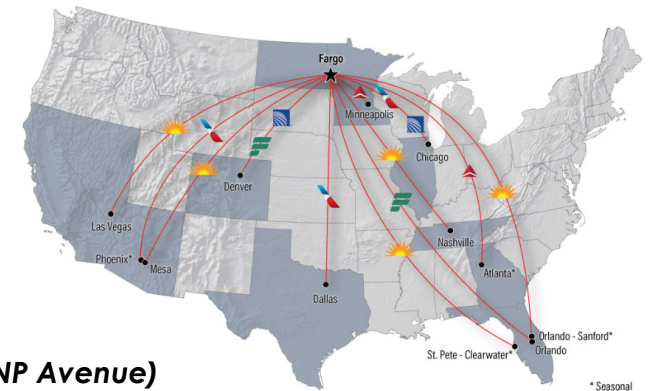 Fargo
Minneapolis
Chicago
Denver
Las Vegas
Nashville
Phoenix*
Mesa
Atlanta*
Dallas
Orlando - Sanford*
Orlando
St. Pete - Clearwater*
NP Avenue)
* Seasonal